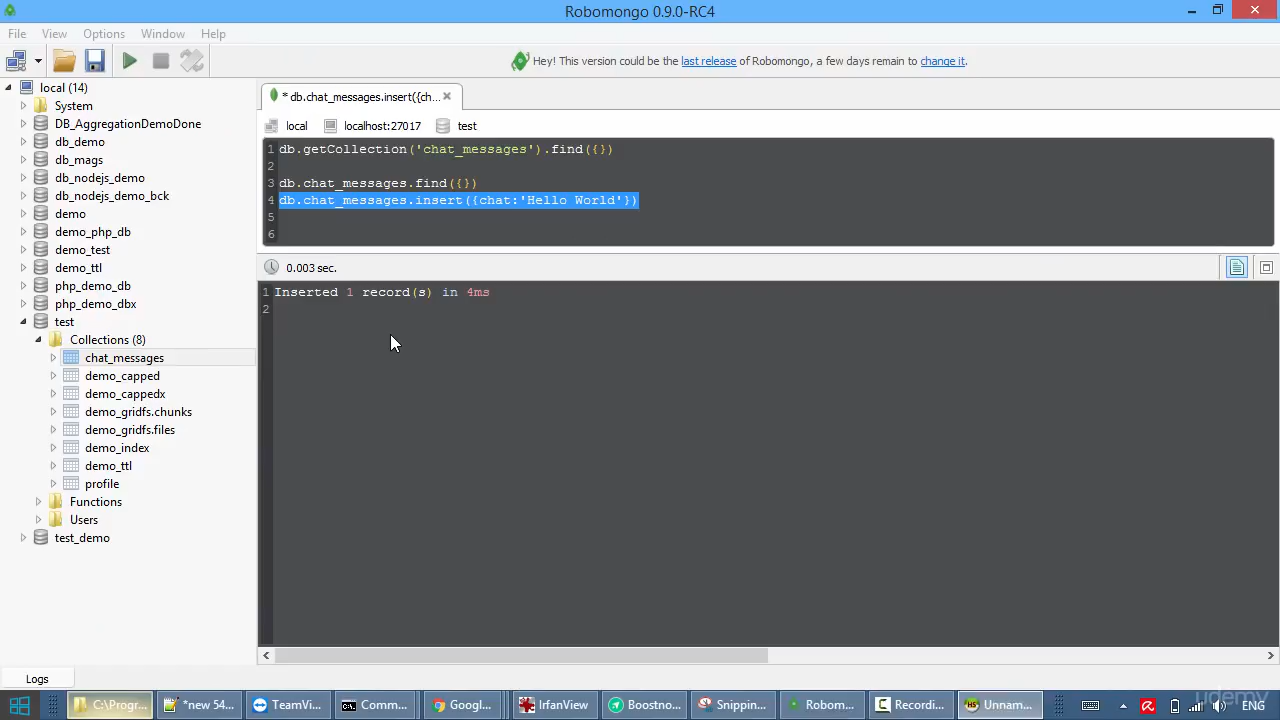 Robomongo 0.9.0-RC4
File View Options Window Help
Hey! This version could be the last release of Robomongo, a few days remain to change it.
local (14)
System
DB_AggregationDemoDone
db_demo
db_mags
db_nodejs_demo
db_nodejs_demo_bck
demo
demo_php_db
demo_test
demo_ttl
php_demo_db
php_demo_dbx
test
Collections (8)
chat_messages
demo_capped
demo_cappedx
demo_gridfs.chunks
demo_gridfs.files
demo_index
demo_ttl
profile
Functions
Users
test_demo
Logs
* db.chat_messages.insert({ch...
local localhost:27017 test
1 db.getCollection('chat_messages').find({})
2
3 db.chat_messages.find({})
4 db.chat_messages.insert({chat:'Hello World'})
5
6
0.003 sec.
1 Inserted 1 record(s) in 4ms
2
C:\Progr... *new 54... TeamVi... Comm... Googl... IrfanView Boostno... Snippin... Robom... Recordi... Unnam... ENG
udemy